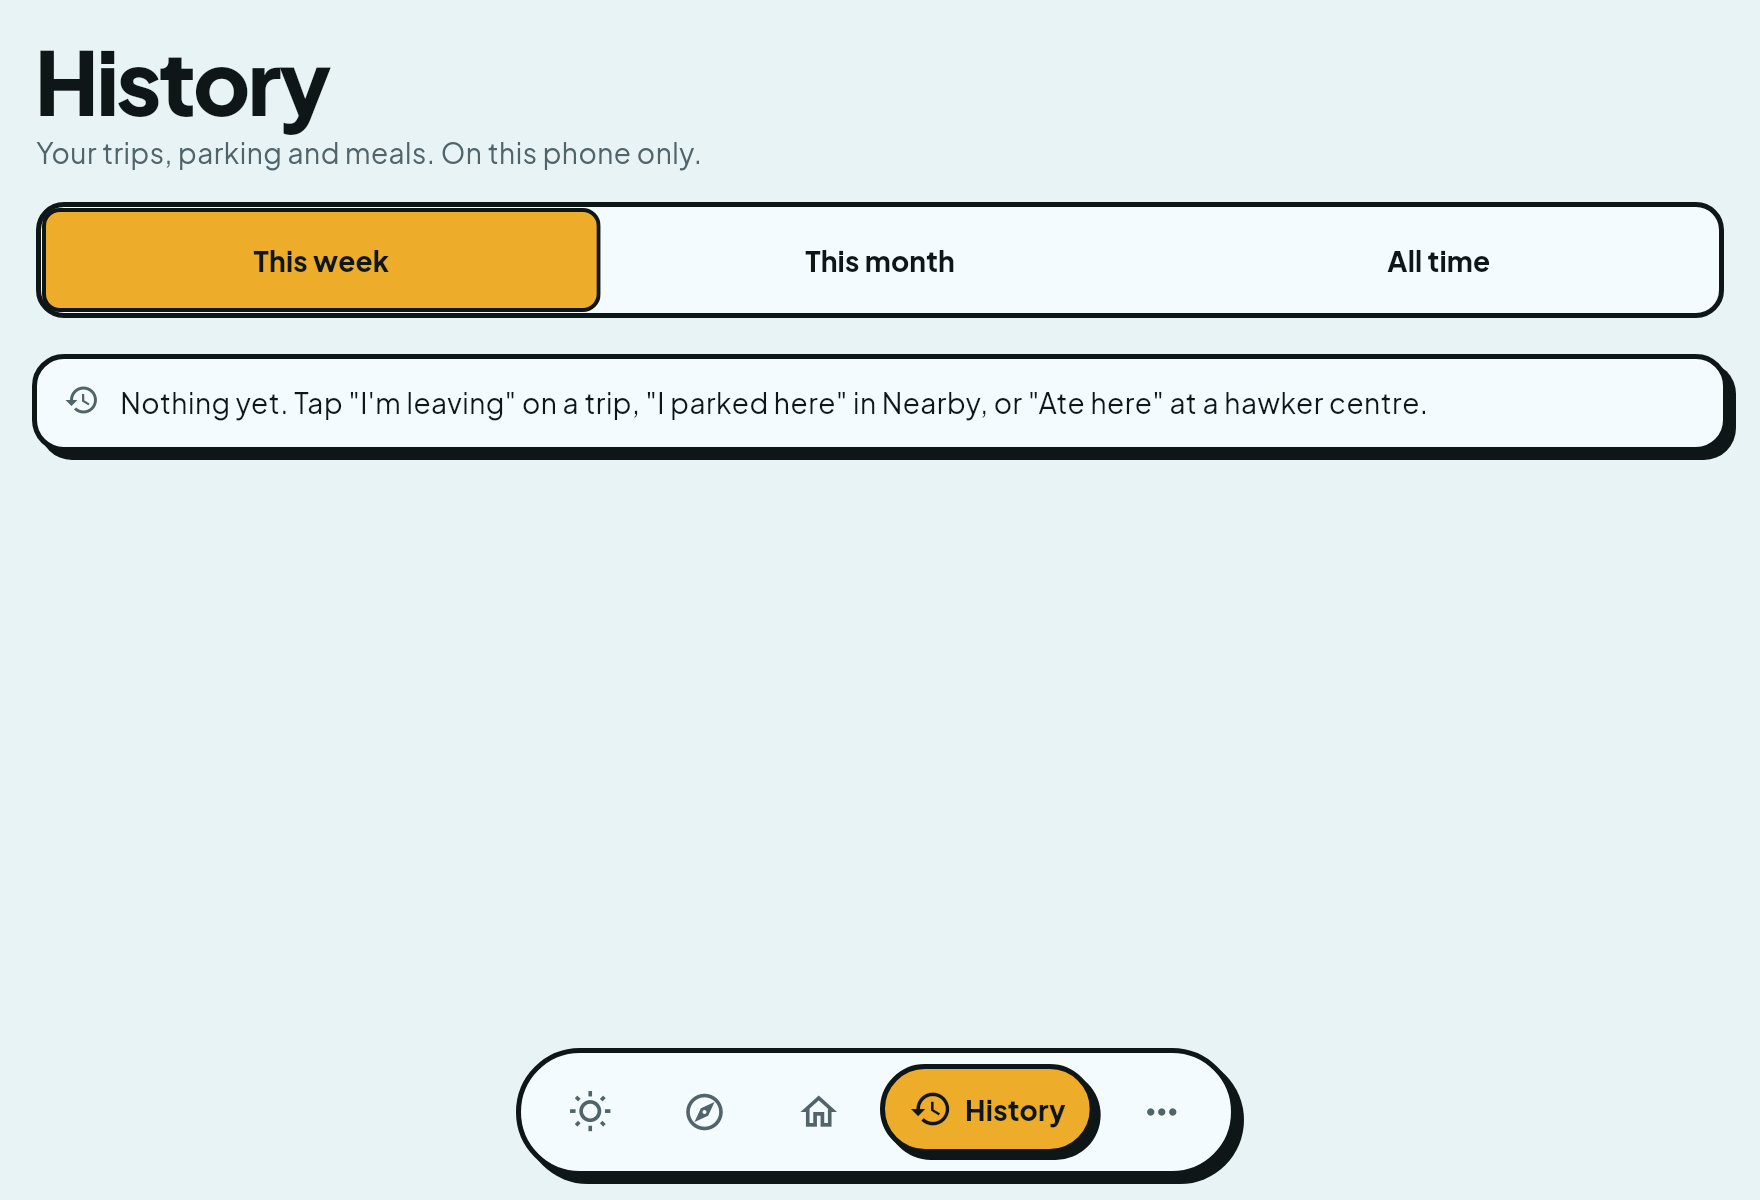 History
Your trips, parking and meals. On this phone only.
This week
This month
All time
Nothing yet. Tap "I'm leaving" on a trip, "I parked here" in Nearby, or "Ate here" at a hawker centre.
History